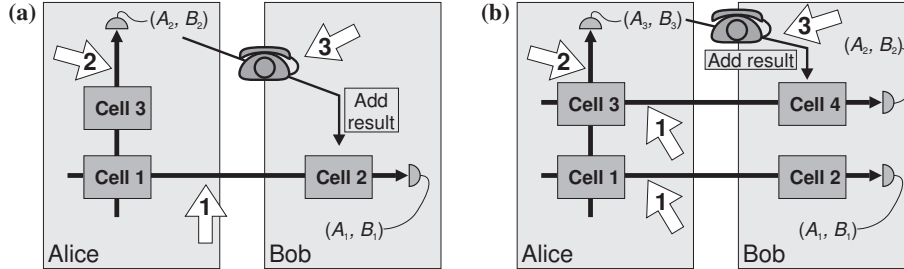 (a)
(A₂, B₂)
3
2
Add
result
Cell 3
Cell 1
Cell 2
1
(A₁, B₁)
Alice
Bob
(b)
(A₃, B₃)
3
(A₂, B₂)
2
Add result
Cell 3
Cell 4
1
Cell 1
Cell 2
1
(A₁, B₁)
Alice
Bob